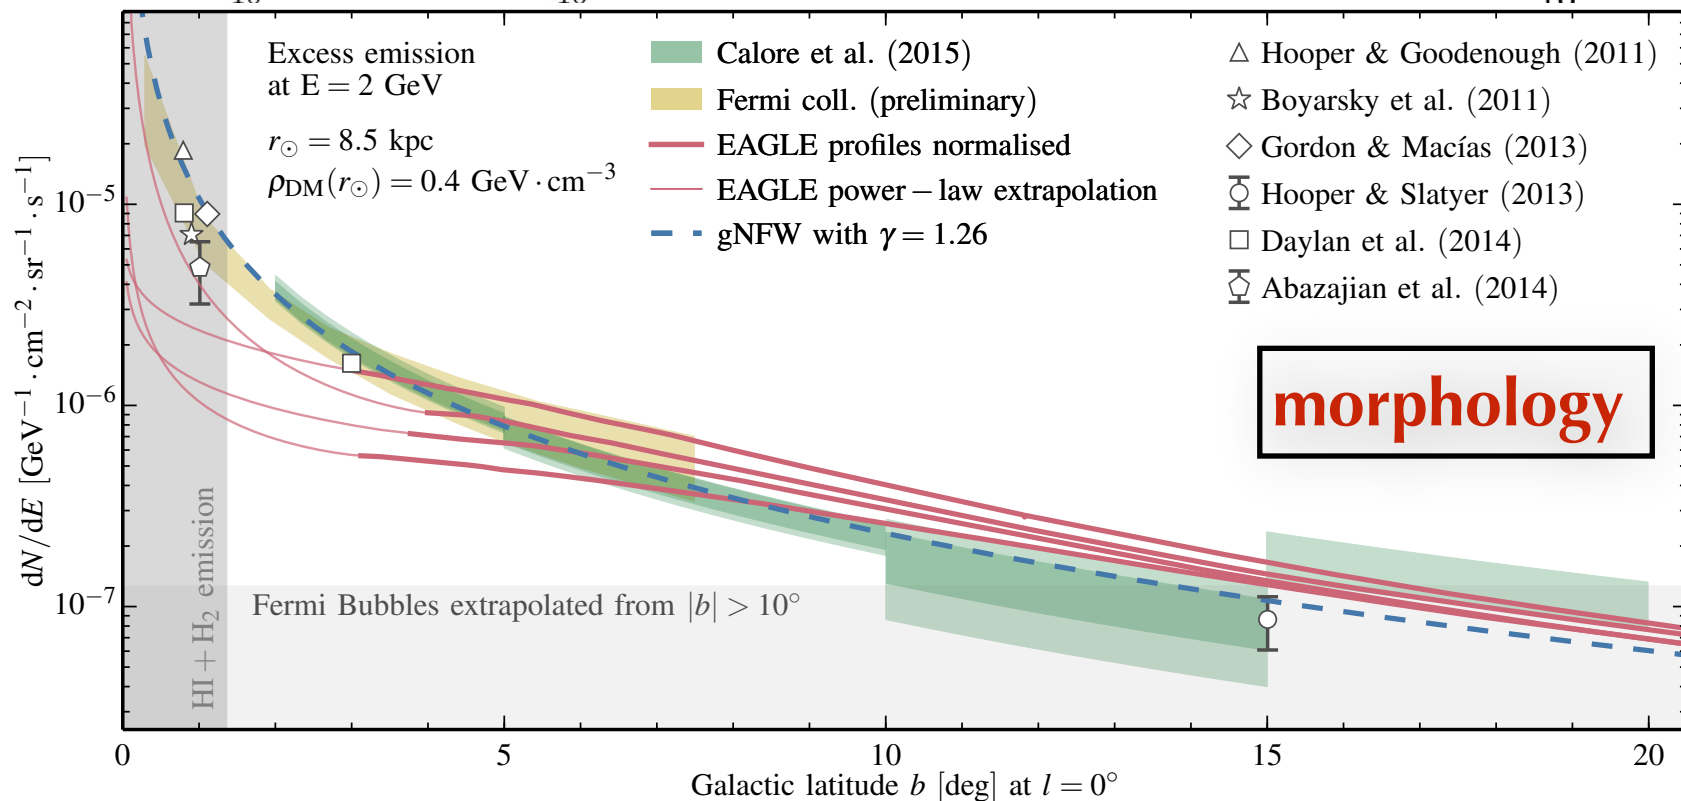 Excess emission
at E = 2 GeV
r⊙ = 8.5 kpc
ρDM(r⊙) = 0.4 GeV·cm⁻³
Calore et al. (2015)
Fermi coll. (preliminary)
EAGLE profiles normalised
EAGLE power−law extrapolation
gNFW with γ = 1.26
Hooper & Goodenough (2011)
Boyarsky et al. (2011)
Gordon & Macías (2013)
Hooper & Slatyer (2013)
Daylan et al. (2014)
Abazajian et al. (2014)
morphology
HI + H₂ emission
Fermi Bubbles extrapolated from |b| > 10°
dN/dE [GeV⁻¹·cm⁻²·sr⁻¹·s⁻¹]
10⁻⁵
10⁻⁶
10⁻⁷
0 5 10 15 20
Galactic latitude b [deg] at l = 0°